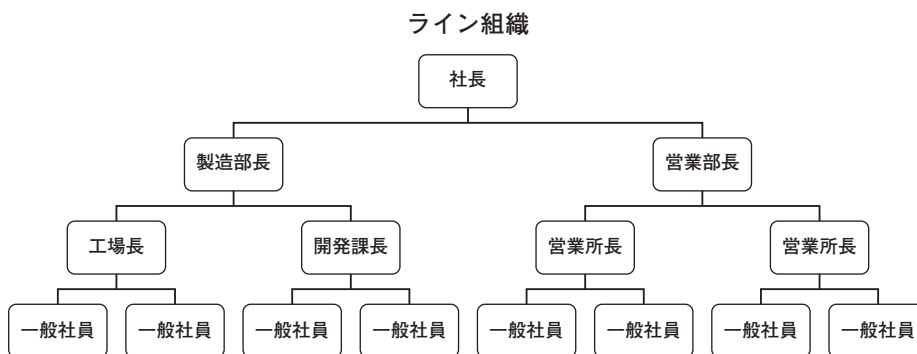 ライン組織
社長
製造部長
営業部長
工場長
開発課長
営業所長
営業所長
一般社員
一般社員
一般社員
一般社員
一般社員
一般社員
一般社員
一般社員